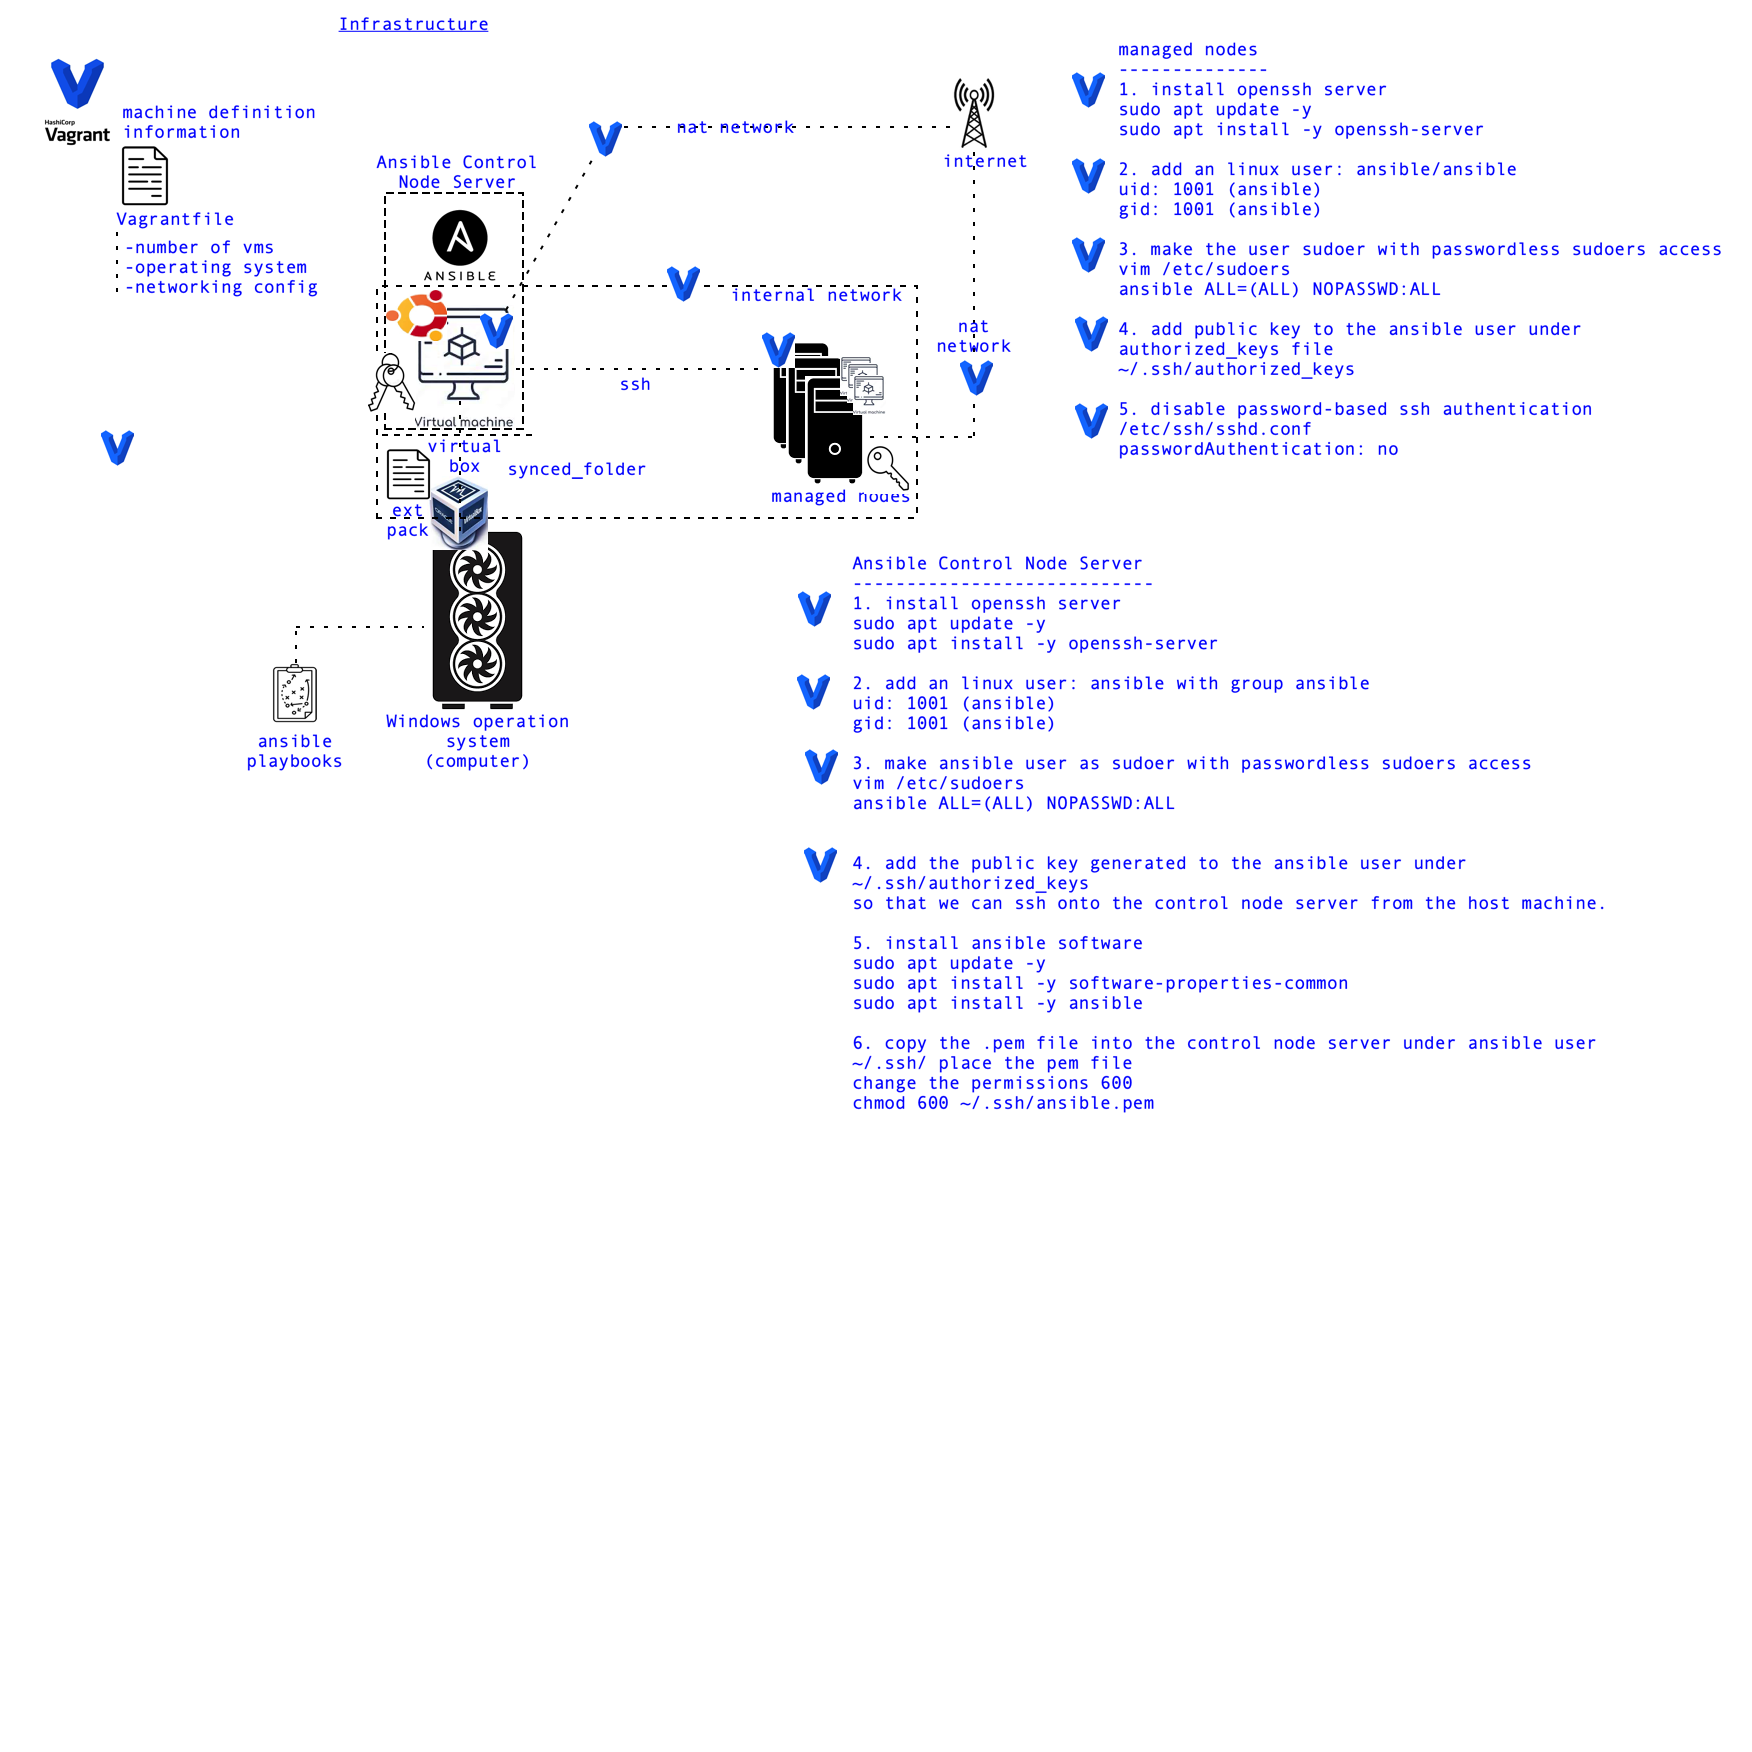 Infrastructure
HashiCorp
Vagrant
machine definition
information
Vagrantfile
-number of vms
-operating system
-networking config
Ansible Control
Node Server
ANSIBLE
Virtual machine
virtual
box
synced_folder
ext
pack
nat network
internet
internal network
ssh
nat
network
Virtual machine
managed nodes
ORACLE
VirtualBox
Windows operation
system
(computer)
ansible
playbooks
managed nodes
--------------
1. install openssh server
sudo apt update -y
sudo apt install -y openssh-server
2. add an linux user: ansible/ansible
uid: 1001 (ansible)
gid: 1001 (ansible)
3. make the user sudoer with passwordless sudoers access
vim /etc/sudoers
ansible ALL=(ALL) NOPASSWD:ALL
4. add public key to the ansible user under
authorized_keys file
~/.ssh/authorized_keys
5. disable password-based ssh authentication
/etc/ssh/sshd.conf
passwordAuthentication: no
Ansible Control Node Server
----------------------------
1. install openssh server
sudo apt update -y
sudo apt install -y openssh-server
2. add an linux user: ansible with group ansible
uid: 1001 (ansible)
gid: 1001 (ansible)
3. make ansible user as sudoer with passwordless sudoers access
vim /etc/sudoers
ansible ALL=(ALL) NOPASSWD:ALL
4. add the public key generated to the ansible user under
~/.ssh/authorized_keys
so that we can ssh onto the control node server from the host machine.
5. install ansible software
sudo apt update -y
sudo apt install -y software-properties-common
sudo apt install -y ansible
6. copy the .pem file into the control node server under ansible user
~/.ssh/ place the pem file
change the permissions 600
chmod 600 ~/.ssh/ansible.pem